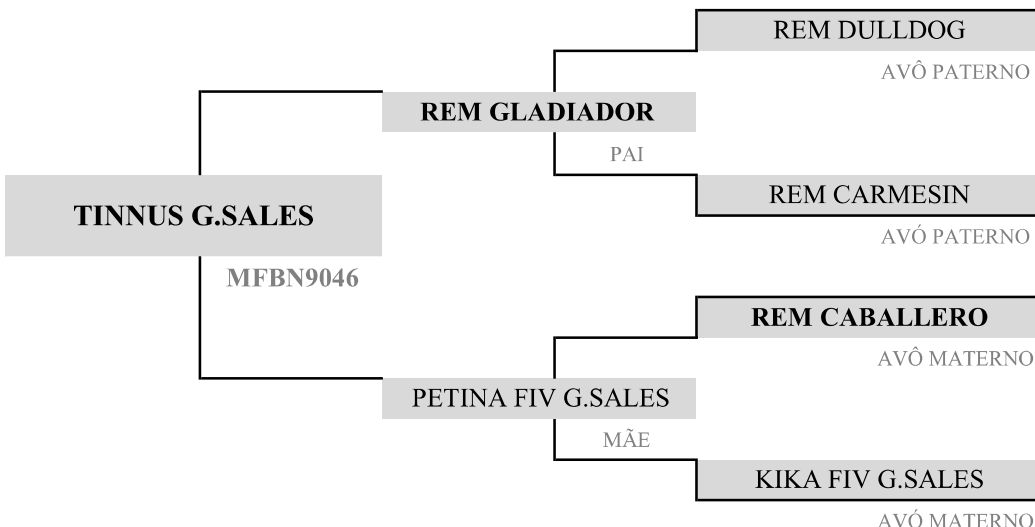 REM DULLDOG
AVÔ PATERNO
REM GLADIADOR
PAI
REM CARMESIN
AVÓ PATERNO
TINNUS G.SALES
MFBN9046
REM CABALLERO
AVÔ MATERNO
PETINA FIV G.SALES
MÃE
KIKA FIV G.SALES
AVÓ MATERNO